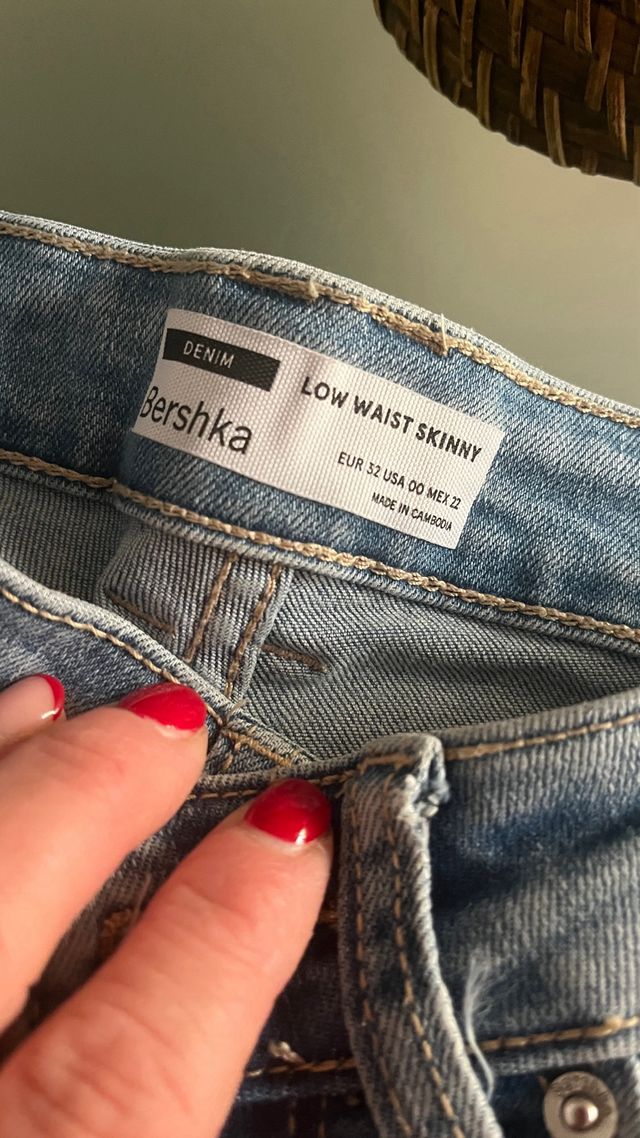 DENIM
Bershka
LOW WAIST SKINNY
EUR 32 USA 00 MEX 22
MADE IN CAMBODIA